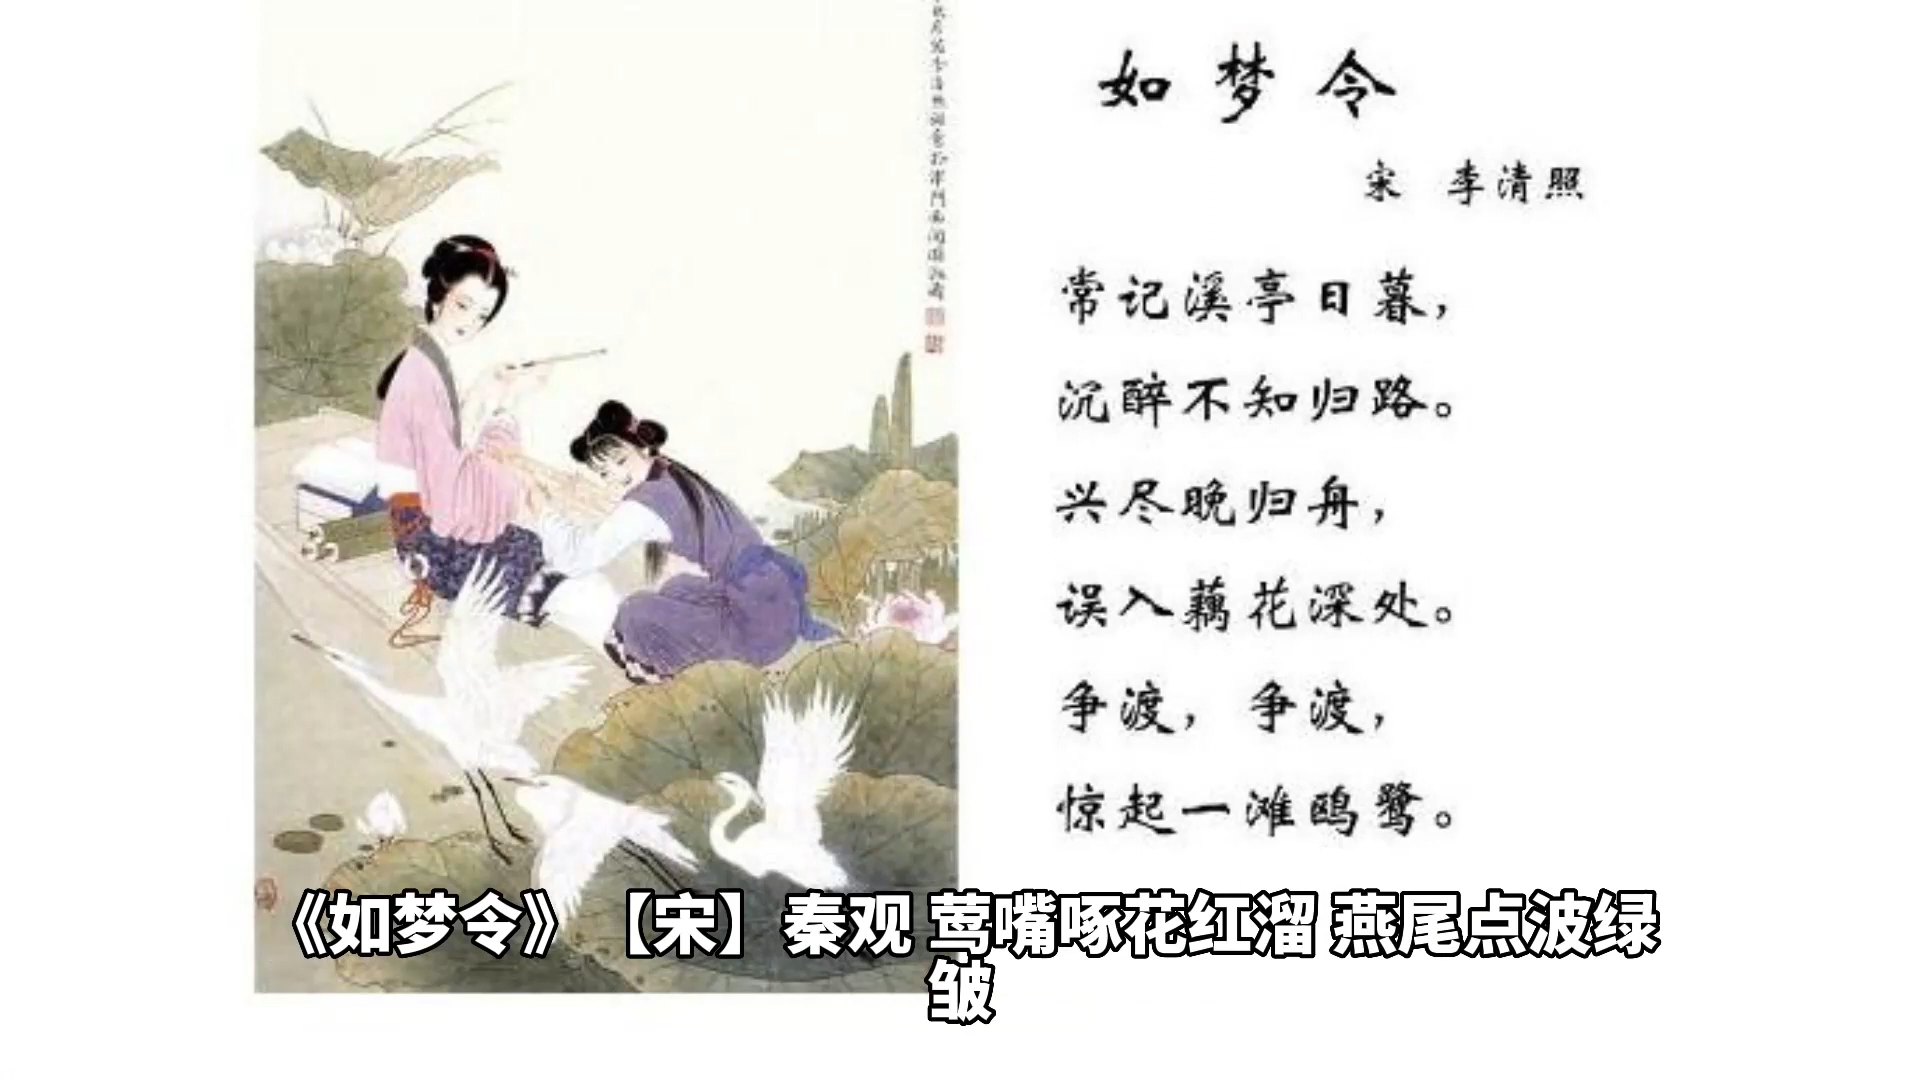 如梦令
宋 李清照
常记溪亭日暮，
沉醉不知归路。
兴尽晚归舟，
误入藕花深处。
争渡，争渡，
惊起一滩鸥鹭。
《如梦令》【宋】秦观 莺嘴啄花红溜 燕尾点波绿
皱